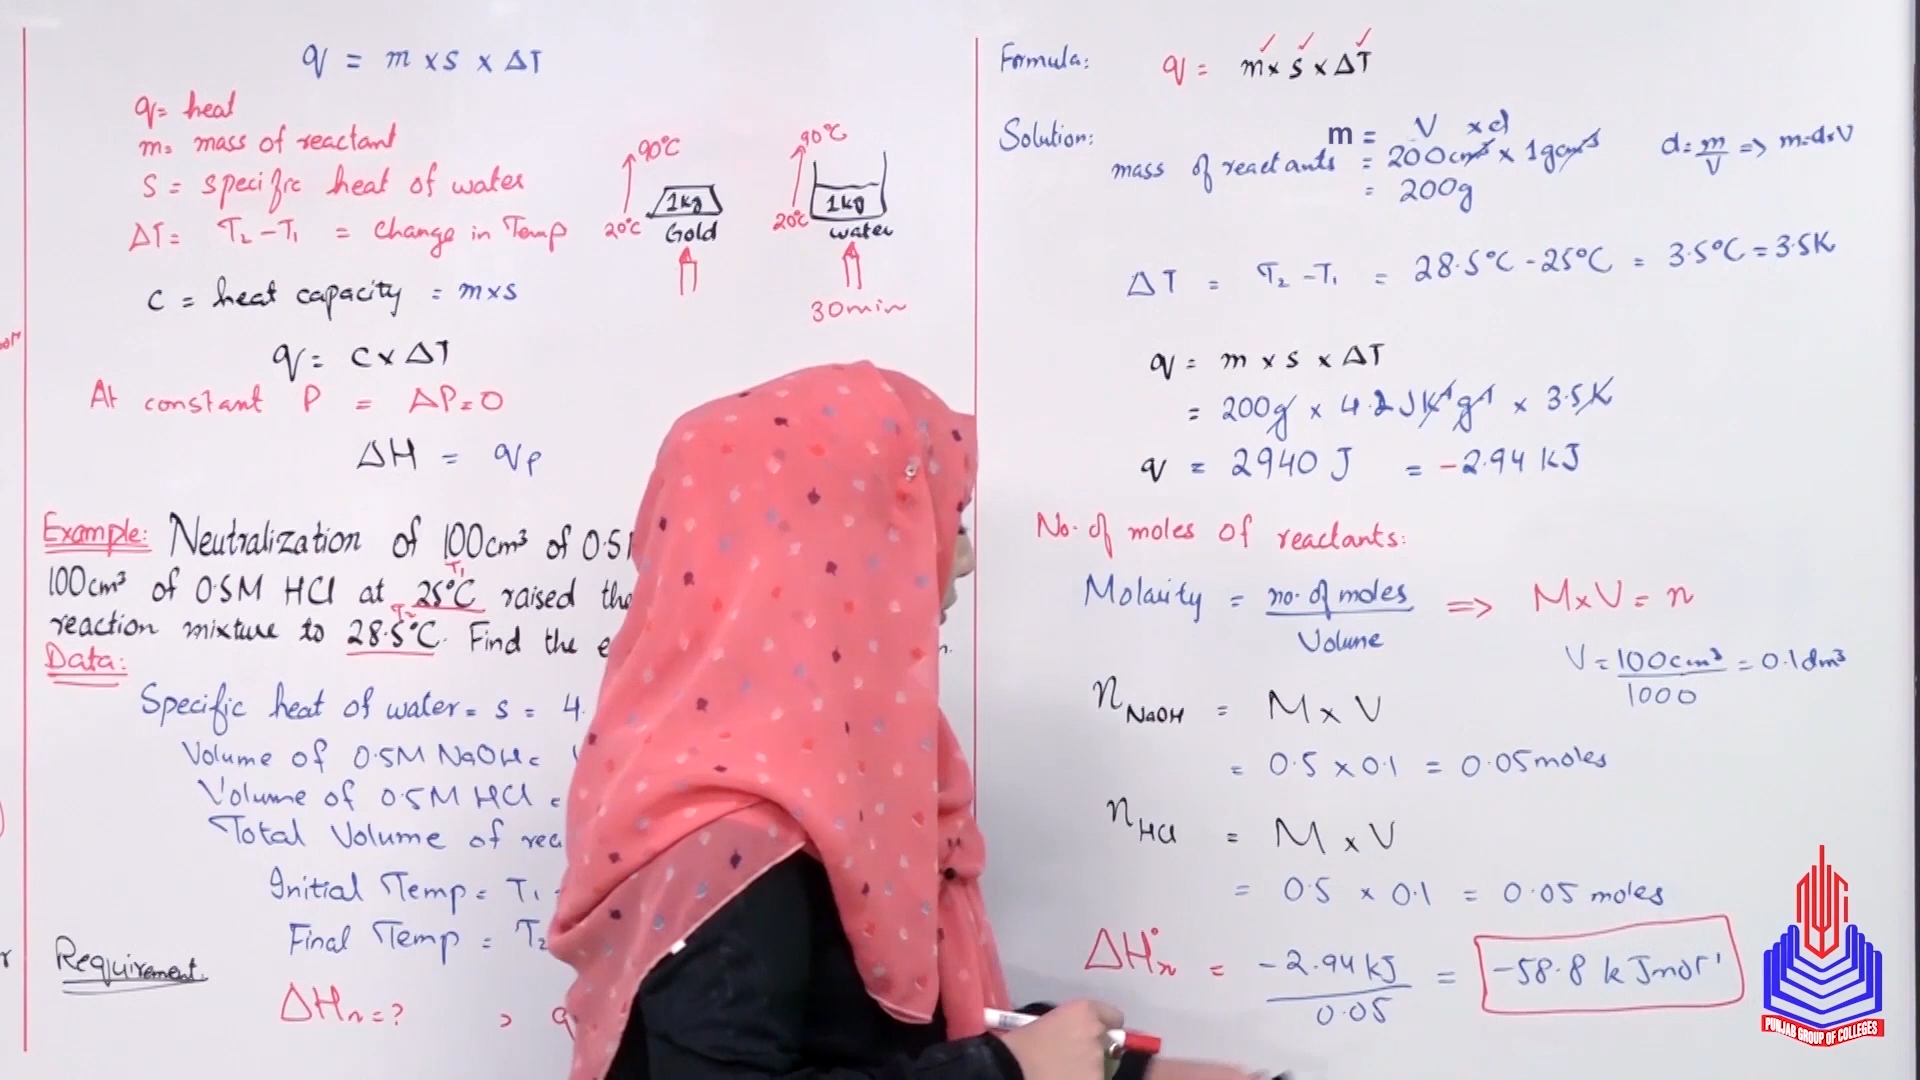 q = m x s x ΔT
q = heat
m = mass of reactant
S = specific heat of water
ΔT = T₂ - T₁ = change in Temp
C = heat capacity = m x s
q = C x ΔT
At constant P = ΔP = 0
ΔH = qp
90°C
20°C
1kg
Gold
90°C
20°C
1kg
water
30min
Example: Neutralization of 100cm³ of 0.5
T₁
100cm³ of 0.5M HCl at 25°C raised the
T₂
reaction mixture to 28.5°C. Find the
Data:
Specific heat of water = s = 4.
Volume of 0.5M NaOH =
Volume of 0.5M HCl =
Total Volume of rea
Initial Temp = T₁
Final Temp = T₂
Requirement.
ΔHn = ?
Formula: q = m x s x ΔT
Solution: m = V x d
mass of reactants = 200cm³ x 1gcm⁻³ d = m/V => m = d x V
= 200g
ΔT = T₂ - T₁ = 28.5°C - 25°C = 3.5°C = 3.5K
q = m x s x ΔT
= 200g x 4.2 JK⁻¹g⁻¹ x 3.5K
q = 2940 J = -2.94 kJ
No. of moles of reactants:
Molarity = no. of moles / Volume => M x V = n
V = 100cm³ / 1000 = 0.1dm³
nNaOH = M x V
= 0.5 x 0.1 = 0.05 moles
nHCl = M x V
= 0.5 x 0.1 = 0.05 moles
ΔH°n = -2.94 kJ / 0.05 = -58.8 kJmol⁻¹
PUNJAB GROUP OF COLLEGES